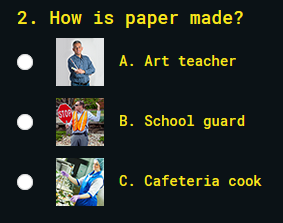 2. How is paper made?
A. Art teacher
STOP
B. School guard
C. Cafeteria cook